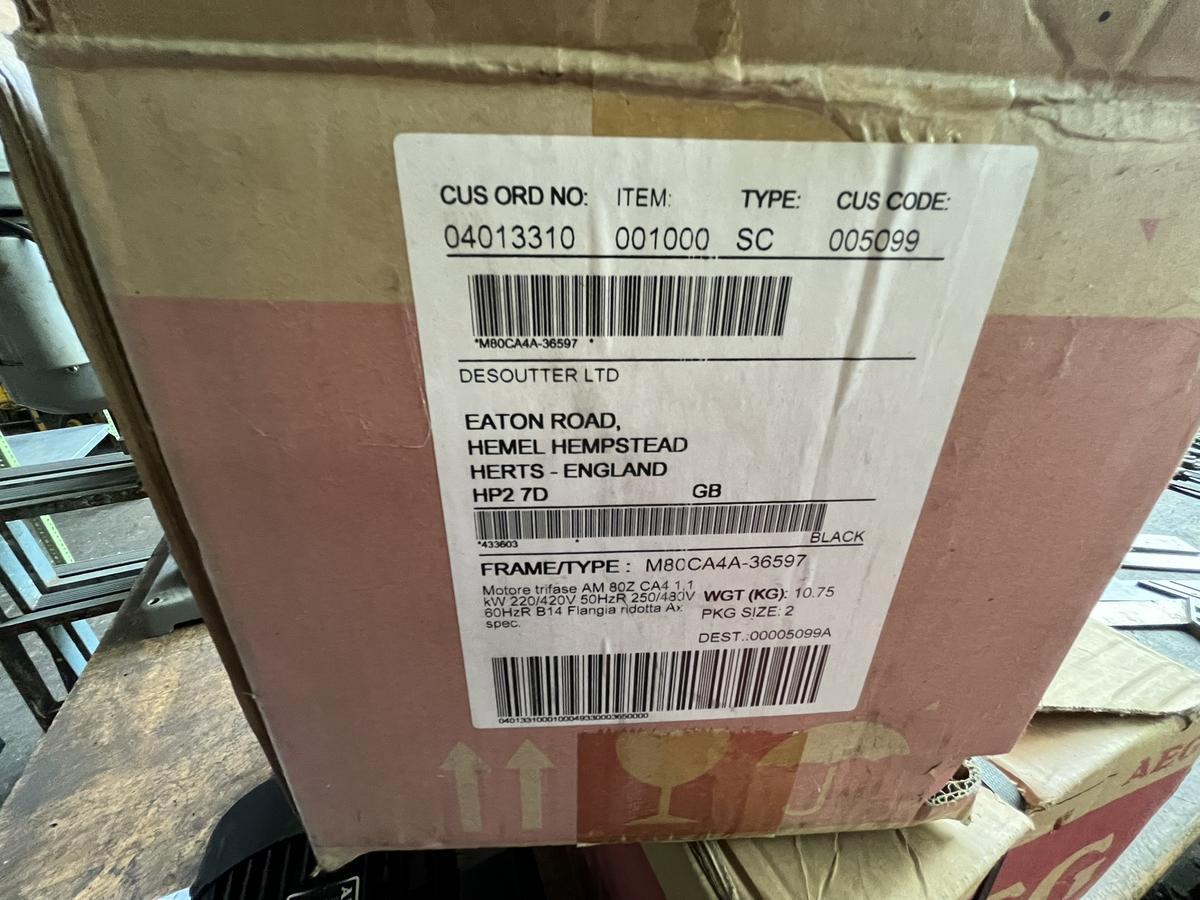 CUS ORD NO: ITEM: TYPE: CUS CODE:
04013310 001000 SC 005099
*M80CA4A-36597 *
DESOUTTER LTD
EATON ROAD,
HEMEL HEMPSTEAD
HERTS - ENGLAND
HP2 7D GB
*433603 *
BLACK
FRAME/TYPE : M80CA4A-36597
Motore trifase AM 80Z CA4 1,1
kW 220/420V 50HzR 250/480V
60HzR B14 Flangia ridotta Ax
spec.
WGT (KG): 10.75
PKG SIZE: 2
DEST.:00005099A
AEG